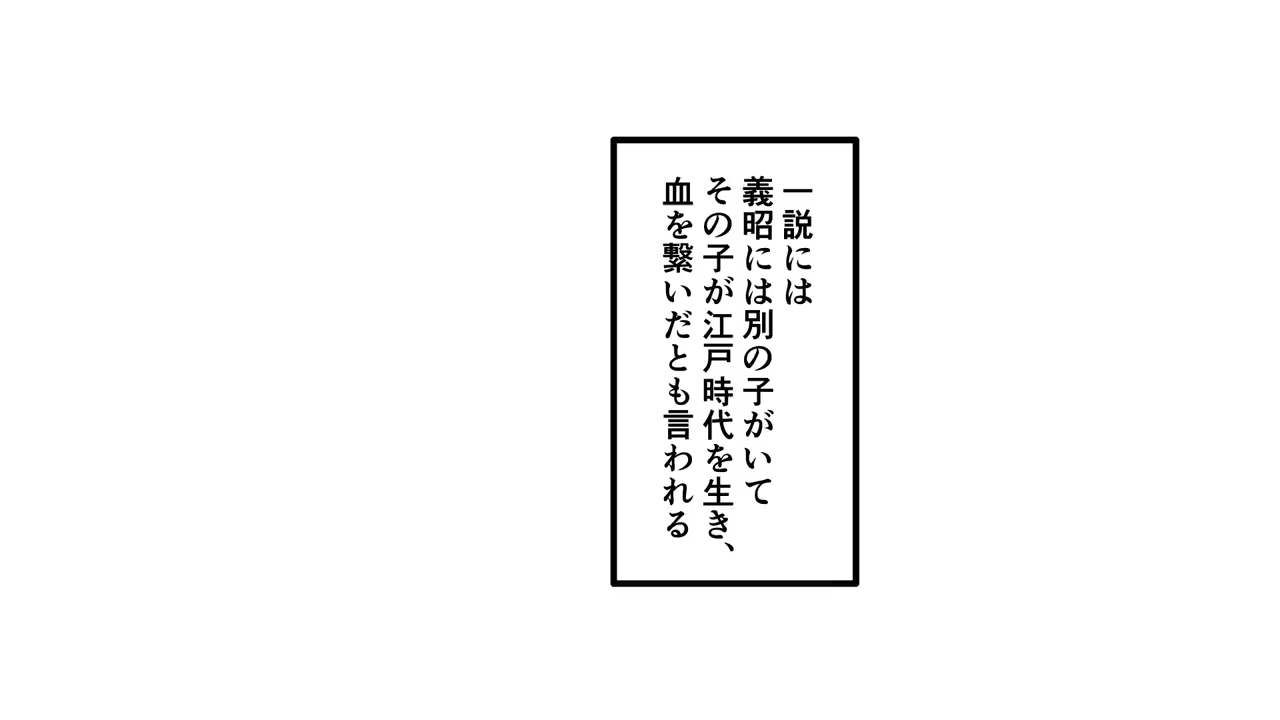 一説には
義昭には別の子がいて
その子が江戸時代を生き、
血を繋いだとも言われる